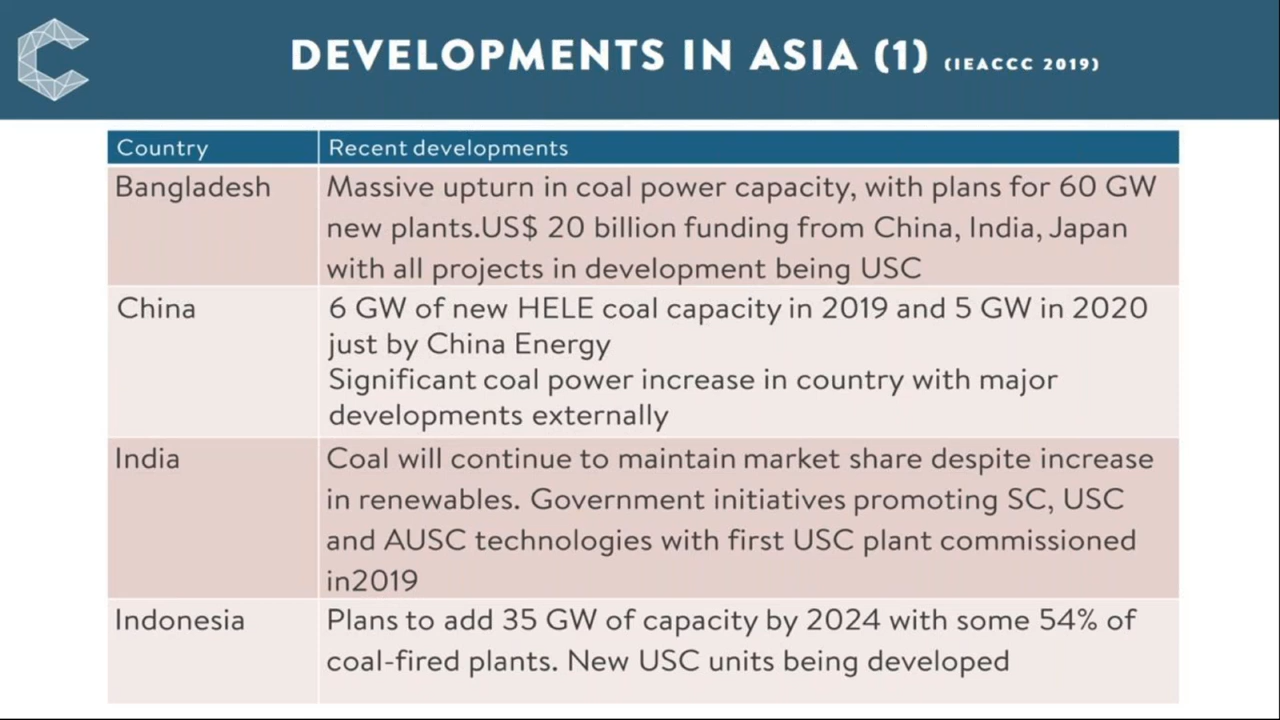 DEVELOPMENTS IN ASIA (1) (IEACCC 2019)
Country Recent developments
Bangladesh Massive upturn in coal power capacity, with plans for 60 GW
new plants.US$ 20 billion funding from China, India, Japan
with all projects in development being USC
China 6 GW of new HELE coal capacity in 2019 and 5 GW in 2020
just by China Energy
Significant coal power increase in country with major
developments externally
India Coal will continue to maintain market share despite increase
in renewables. Government initiatives promoting SC, USC
and AUSC technologies with first USC plant commissioned
in2019
Indonesia Plans to add 35 GW of capacity by 2024 with some 54% of
coal-fired plants. New USC units being developed